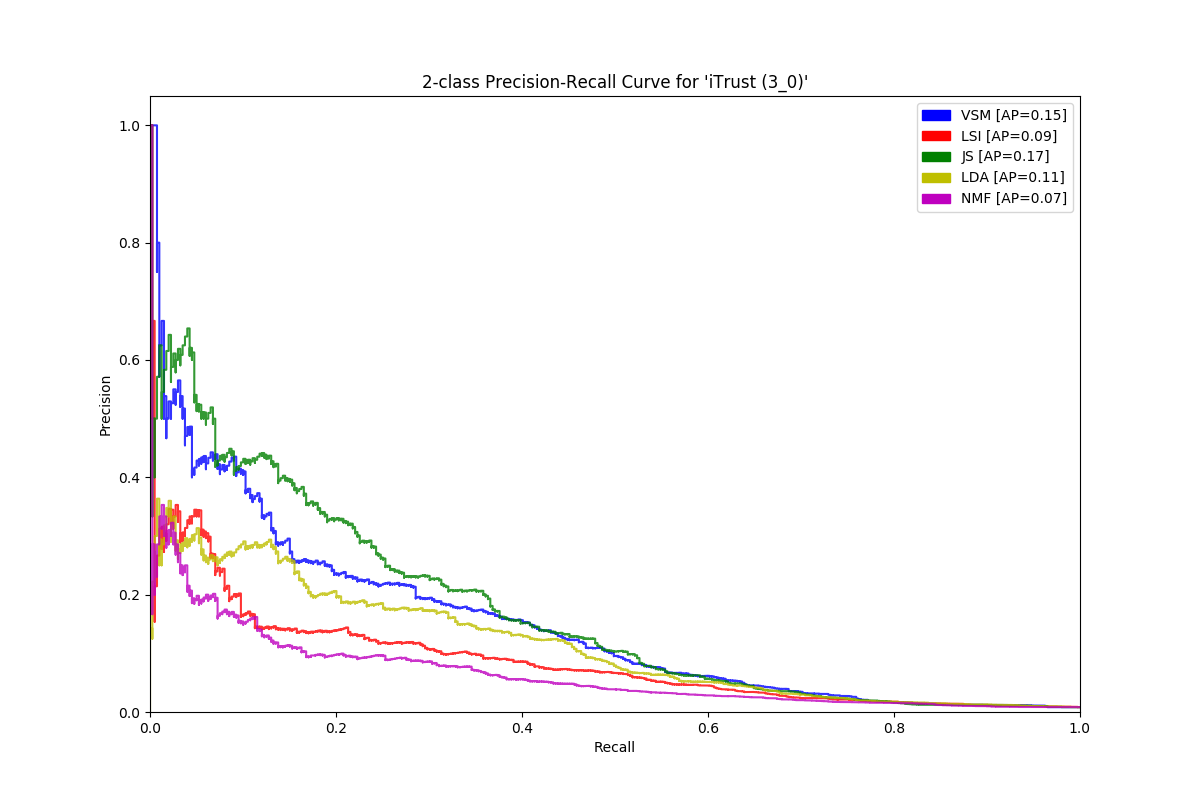 2-class Precision-Recall Curve for 'iTrust (3_0)'
VSM [AP=0.15]
LSI [AP=0.09]
JS [AP=0.17]
LDA [AP=0.11]
NMF [AP=0.07]
1.0
0.8
0.6
0.4
0.2
0.0
Precision
0.0 0.2 0.4 0.6 0.8 1.0
Recall